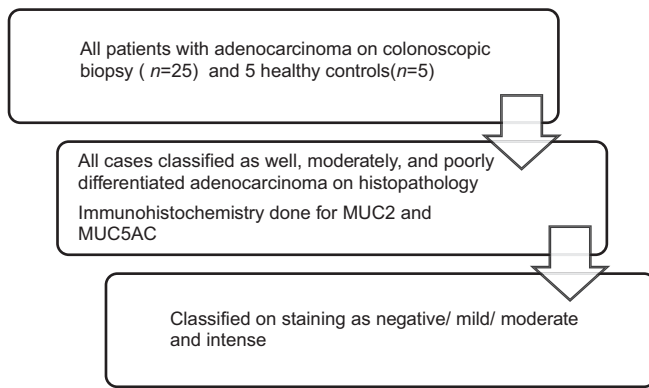 All patients with adenocarcinoma on colonoscopic
biopsy ( n=25) and 5 healthy controls(n=5)
All cases classified as well, moderately, and poorly
differentiated adenocarcinoma on histopathology
Immunohistochemistry done for MUC2 and
MUC5AC
Classified on staining as negative/ mild/ moderate
and intense